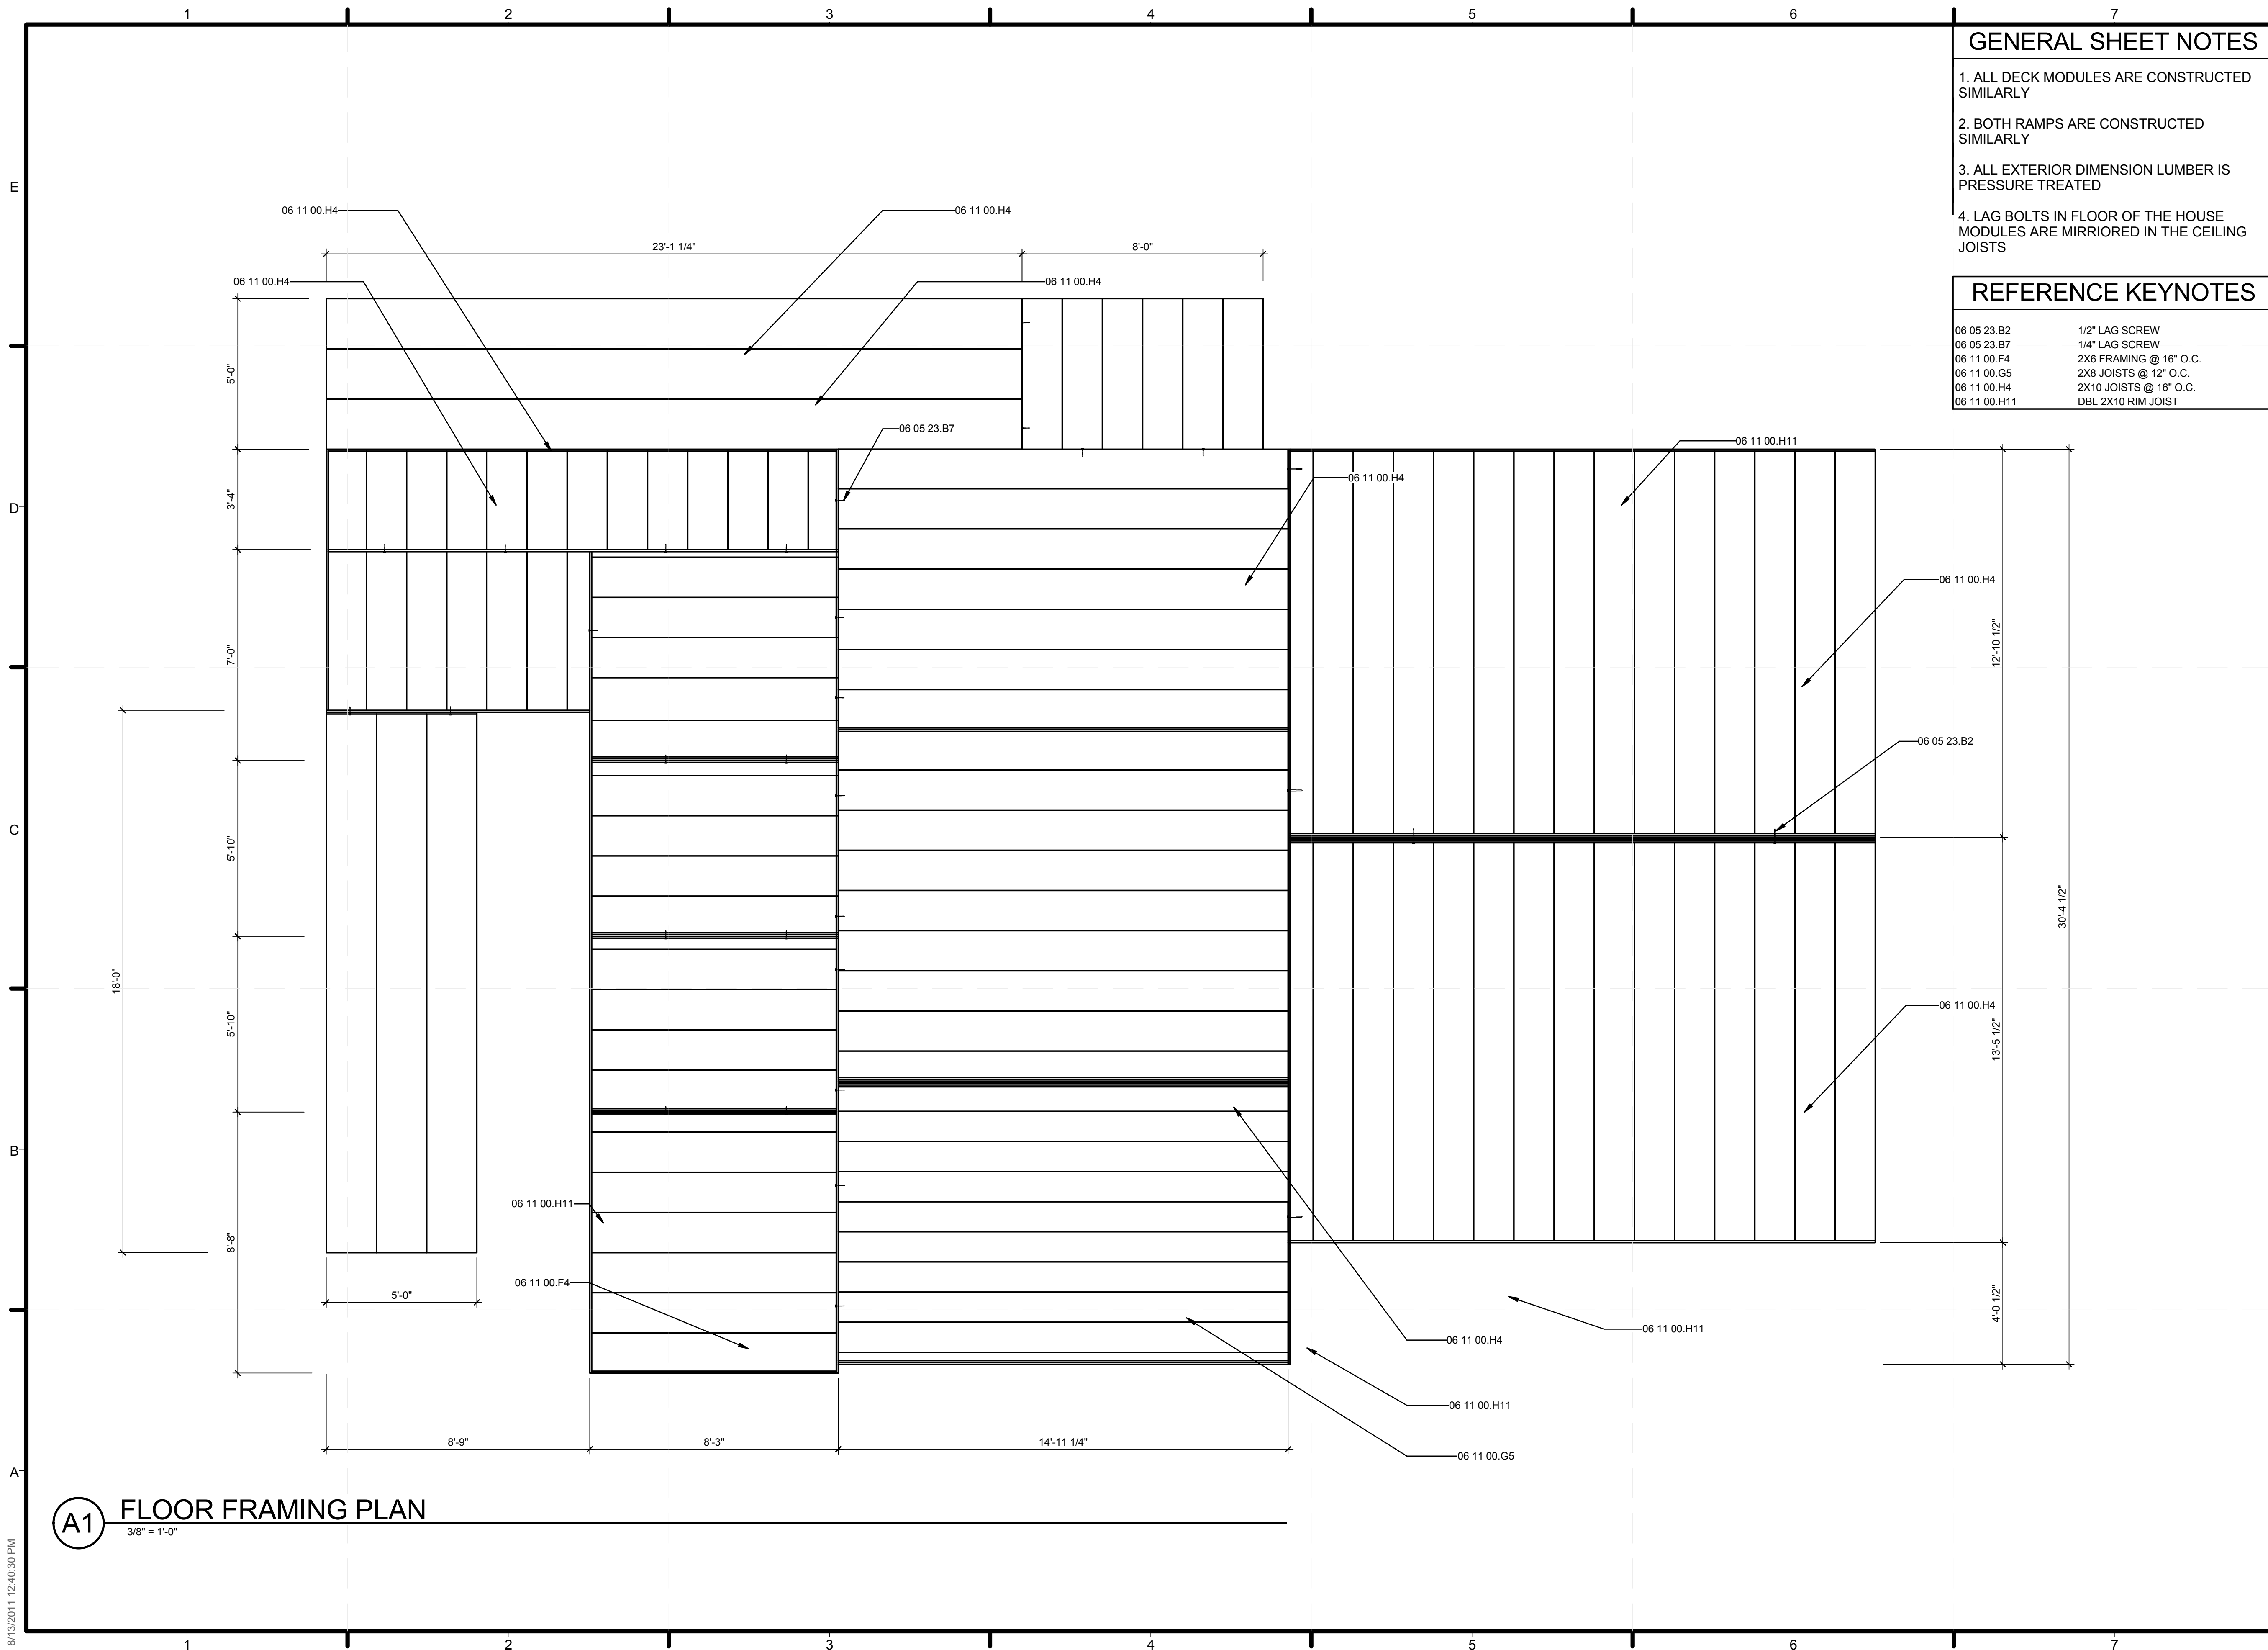 1 2 3 4 5 6 7
GENERAL SHEET NOTES
1. ALL DECK MODULES ARE CONSTRUCTED
SIMILARLY
2. BOTH RAMPS ARE CONSTRUCTED
SIMILARLY
3. ALL EXTERIOR DIMENSION LUMBER IS
PRESSURE TREATED
4. LAG BOLTS IN FLOOR OF THE HOUSE
MODULES ARE MIRRIORED IN THE CEILING
JOISTS
REFERENCE KEYNOTES
06 05 23.B2 1/2" LAG SCREW
06 05 23.B7 1/4" LAG SCREW
06 11 00.F4 2X6 FRAMING @ 16" O.C.
06 11 00.G5 2X8 JOISTS @ 12" O.C.
06 11 00.H4 2X10 JOISTS @ 16" O.C.
06 11 00.H11 DBL 2X10 RIM JOIST
E
D
C
B
A
06 11 00.H4
06 11 00.H4
23'-1 1/4"
8'-0"
06 11 00.H4
06 11 00.H4
5'-0"
06 05 23.B7
06 11 00.H11
06 11 00.H4
3'-4"
06 11 00.H4
7'-0"
12'-10 1/2"
06 05 23.B2
5'-10"
30'-4 1/2"
18'-0"
06 11 00.H4
5'-10"
13'-5 1/2"
06 11 00.H11
8'-8"
06 11 00.F4
5'-0"
4'-0 1/2"
06 11 00.H11
06 11 00.H4
06 11 00.H11
8'-9"
8'-3"
14'-11 1/4"
06 11 00.G5
A1
FLOOR FRAMING PLAN
3/8" = 1'-0"
8/13/2011 12:40:30 PM
1 2 3 4 5 6 7